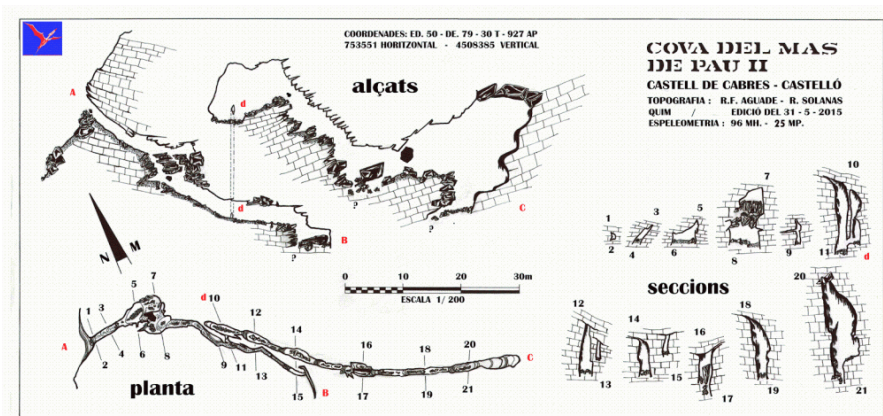 COORDENADES: ED. 50 - DE. 79 - 30 T - 927 AP
753551 HORITZONTAL - 4508385 VERTICAL
COVA DEL MAS
DE PAU II
CASTELL DE CABRES - CASTELLÓ
TOPOGRAFIA : R.F. AGUADE - R. SOLANAS
QUIM / EDICIÓ DEL 31 - 5 - 2015
ESPELEOMETRIA : 96 MH. - 25 MP.
alçats
A
d
d
B
C
?
?
?
N M
0 10 20 30m
ESCALA 1/ 200
planta
A
1
3
5
7
2
4
6
8
d
10
12
14
16
18
20
9
11
13
15
17
19
21
B
C
seccions
1
3
5
7
10
2
4
6
8
9
11
d
12
14
16
18
20
13
15
17
19
21